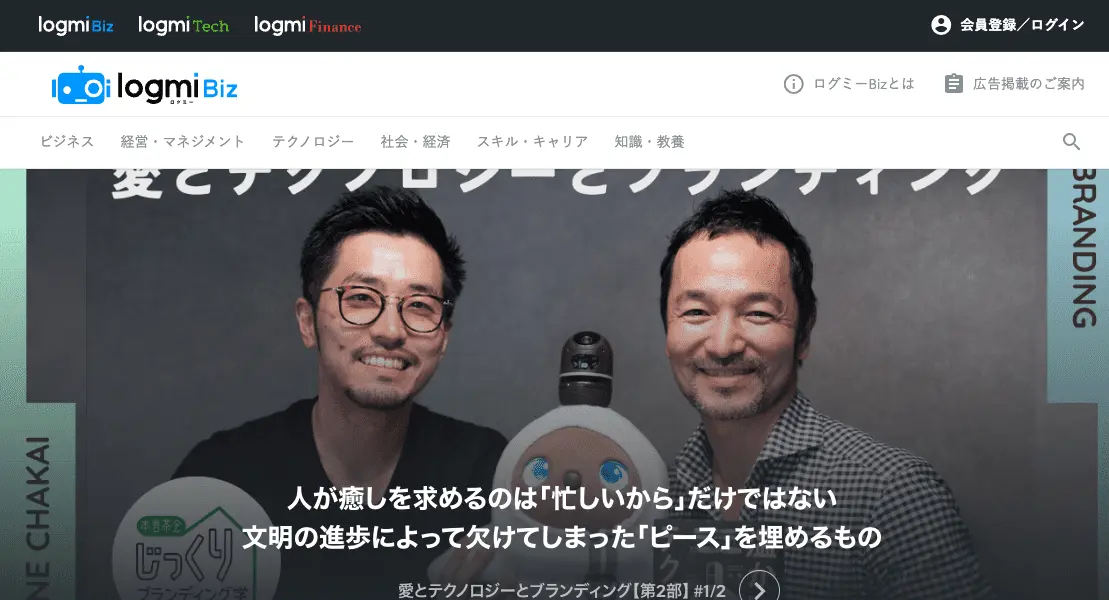 logmi Biz
logmi Tech
logmi Finance
会員登録／ログイン
logmi Biz
ログミー
ログミーBizとは
広告掲載のご案内
ビジネス
経営・マネジメント
テクノロジー
社会・経済
スキル・キャリア
知識・教養
愛とテクノロジーとブランディング
BRANDING
NE CHAKAI
本音茶会
じっくり
ブランディング学
人が癒しを求めるのは「忙しいから」だけではない
文明の進歩によって欠けてしまった「ピース」を埋めるもの
愛とテクノロジーとブランディング【第2部】 #1/2